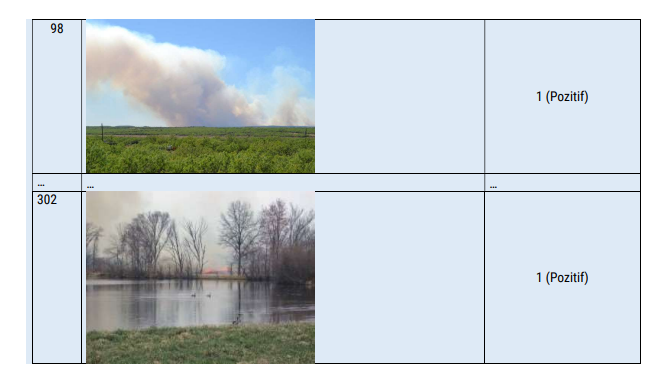 98
1 (Pozitif)
... ... ...
302
1 (Pozitif)